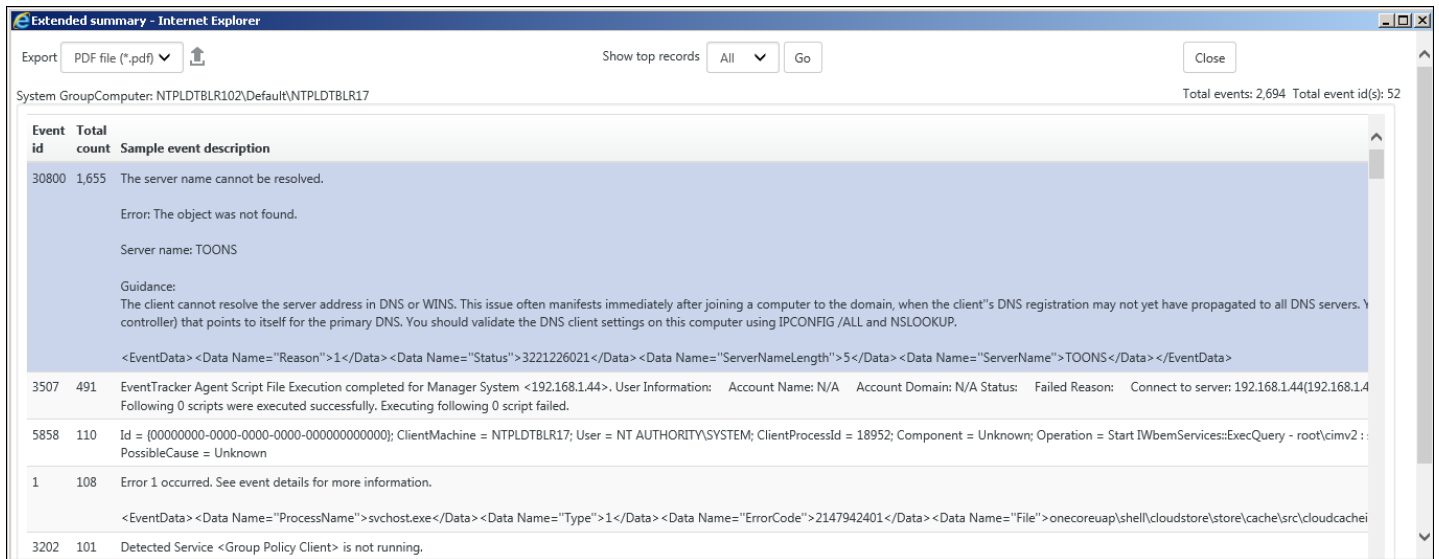 Extended summary - Internet Explorer
Export PDF file (*.pdf) Show top records All Go Close
System GroupComputer: NTPLDTBLR102\Default\NTPLDTBLR17 Total events: 2,694 Total event id(s): 52
Event id Total count Sample event description
30800 1,655 The server name cannot be resolved.
Error: The object was not found.
Server name: TOONS
Guidance:
The client cannot resolve the server address in DNS or WINS. This issue often manifests immediately after joining a computer to the domain, when the client"s DNS registration may not yet have propagated to all DNS servers.
controller) that points to itself for the primary DNS. You should validate the DNS client settings on this computer using IPCONFIG /ALL and NSLOOKUP.
<EventData><Data Name="Reason">1</Data><Data Name="Status">3221226021</Data><Data Name="ServerNameLength">5</Data><Data Name="ServerName">TOONS</Data></EventData>
3507 491 EventTracker Agent Script File Execution completed for Manager System <192.168.1.44>. User Information: Account Name: N/A Account Domain: N/A Status: Failed Reason: Connect to server: 192.168.1.44(192.168.1.4
Following 0 scripts were executed successfully. Executing following 0 script failed.
5858 110 Id = {00000000-0000-0000-0000-000000000000}; ClientMachine = NTPLDTBLR17; User = NT AUTHORITY\SYSTEM; ClientProcessId = 18952; Component = Unknown; Operation = Start IWbemServices::ExecQuery - root\cimv2 :
PossibleCause = Unknown
1 108 Error 1 occurred. See event details for more information.
<EventData><Data Name="ProcessName">svchost.exe</Data><Data Name="Type">1</Data><Data Name="ErrorCode">2147942401</Data><Data Name="File">onecoreuap\shell\cloudstore\store\cache\src\cloudcachei
3202 101 Detected Service <Group Policy Client> is not running.